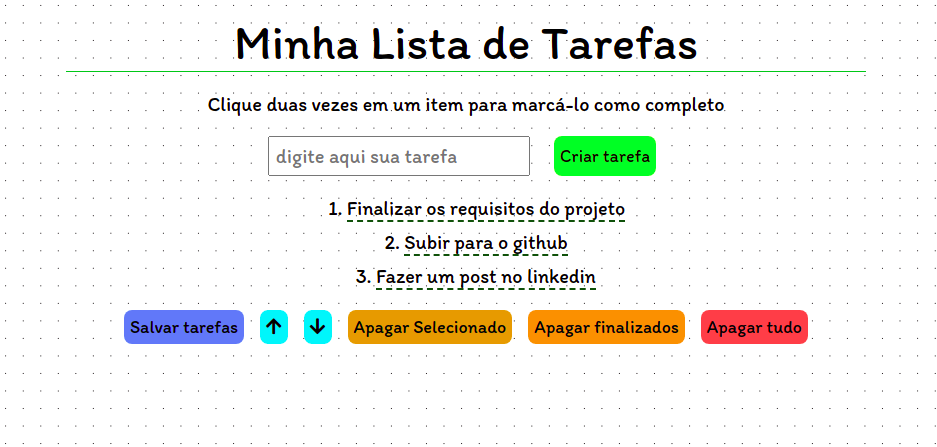 Minha Lista de Tarefas
Clique duas vezes em um item para marcá-lo como completo
digite aqui sua tarefa Criar tarefa
1. Finalizar os requisitos do projeto
2. Subir para o github
3. Fazer um post no linkedin
Salvar tarefas ↑ ↓ Apagar Selecionado Apagar finalizados Apagar tudo